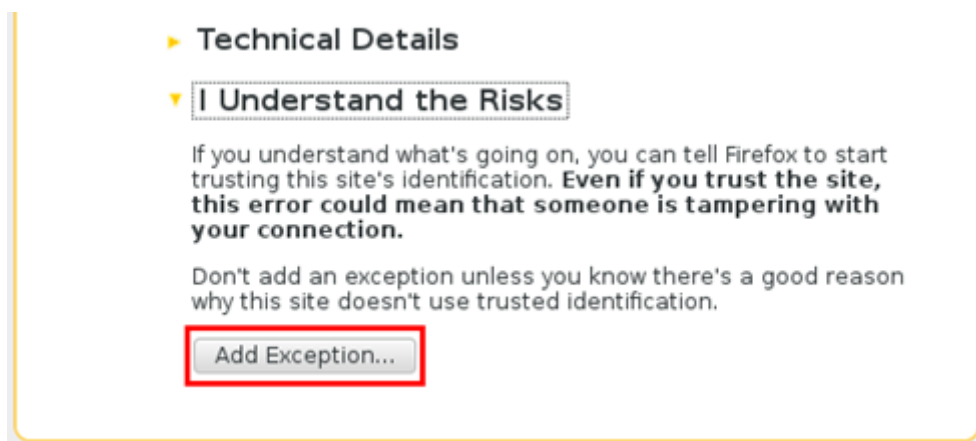 Technical Details
I Understand the Risks
If you understand what's going on, you can tell Firefox to start
trusting this site's identification. Even if you trust the site,
this error could mean that someone is tampering with
your connection.
Don't add an exception unless you know there's a good reason
why this site doesn't use trusted identification.
Add Exception...